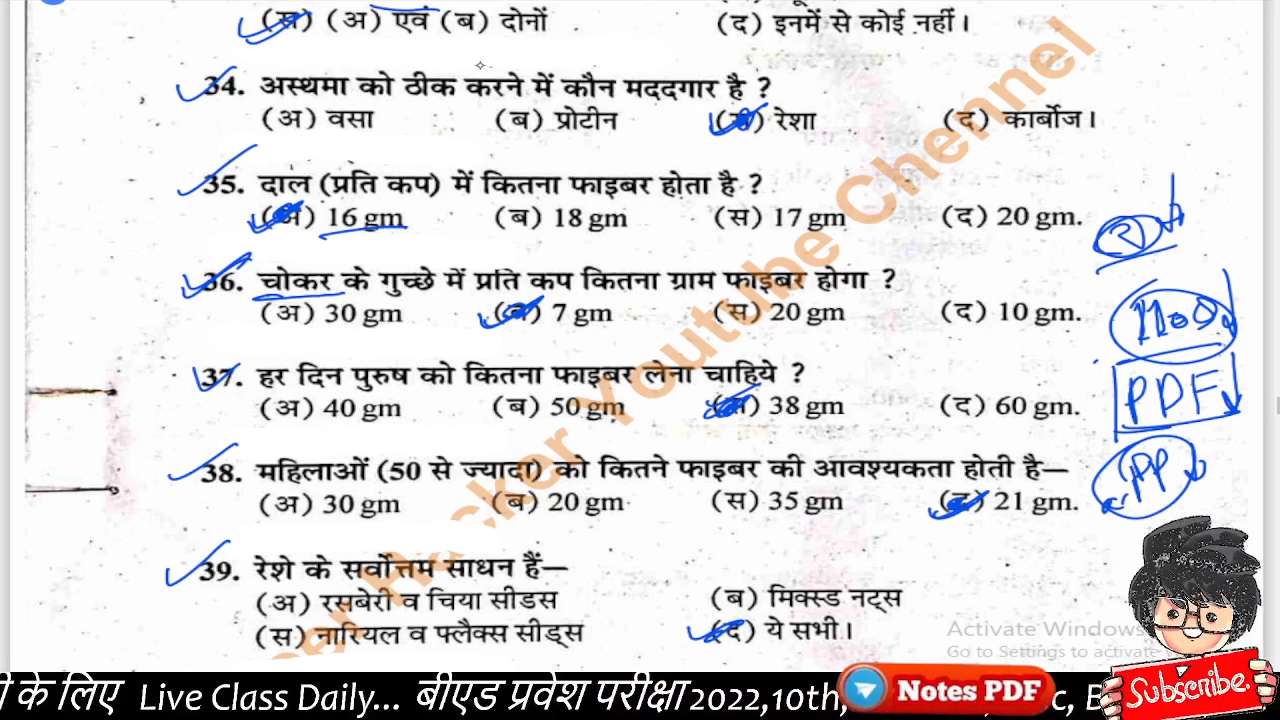 (स) (अ) एवं (ब) दोनों (द) इनमें से कोई नहीं।
34. अस्थमा को ठीक करने में कौन मददगार है ?
(अ) वसा (ब) प्रोटीन (स) रेशा (द) कार्बोज।
35. दाल (प्रति कप) में कितना फाइबर होता है ?
(अ) 16 gm (ब) 18 gm (स) 17 gm (द) 20 gm.
36. चोकर के गुच्छे में प्रति कप कितना ग्राम फाइबर होगा ?
(अ) 30 gm (ब) 7 gm (स) 20 gm (द) 10 gm.
37. हर दिन पुरुष को कितना फाइबर लेना चाहिये ?
(अ) 40 gm (ब) 50 gm (स) 38 gm (द) 60 gm.
38. महिलाओं (50 से ज्यादा) को कितने फाइबर की आवश्यकता होती है—
(अ) 30 gm (ब) 20 gm (स) 35 gm (द) 21 gm.
39. रेशे के सर्वोत्तम साधन हैं—
(अ) रसबेरी व चिया सीडस (ब) मिक्स्ड नट्स
(स) नारियल व फ्लैक्स सीड्स (द) ये सभी।
Youtube Chennel
PDF
Activate Windows
Go to Settings to activate
के लिए Live Class Daily... बीएड प्रवेश परीक्षा 2022,10th,
Notes PDF
Subscribe.